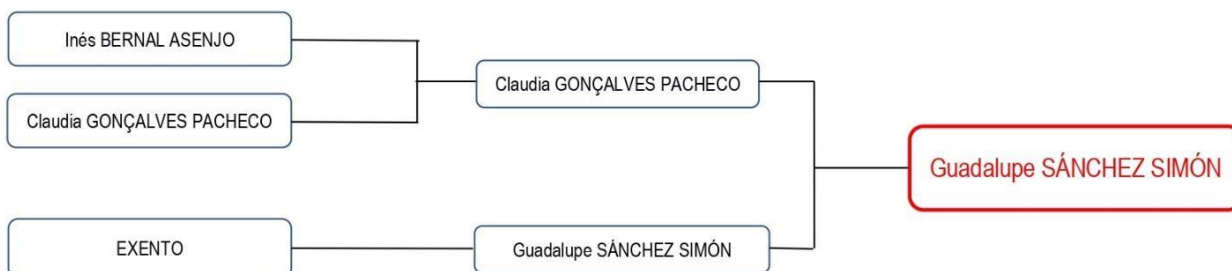 Inés BERNAL ASENJO
Claudia GONÇALVES PACHECO
Claudia GONÇALVES PACHECO
Guadalupe SÁNCHEZ SIMÓN
EXENTO
Guadalupe SÁNCHEZ SIMÓN